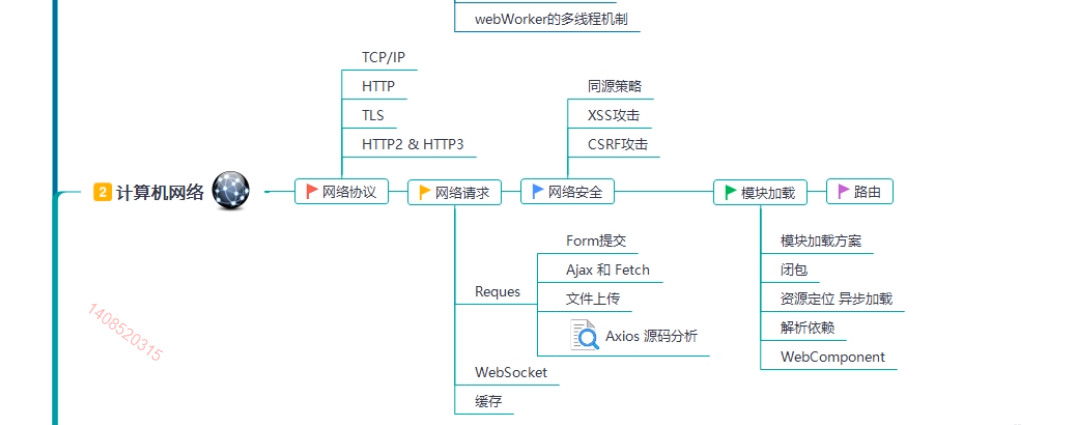 webWorker的多线程机制
TCP/IP
HTTP
TLS
HTTP2 & HTTP3
同源策略
XSS攻击
CSRF攻击
2 计算机网络
网络协议
网络请求
网络安全
模块加载
路由
Form提交
Ajax 和 Fetch
Reques
文件上传
Axios 源码分析
WebSocket
缓存
模块加载方案
闭包
资源定位 异步加载
解析依赖
WebComponent
1408520315